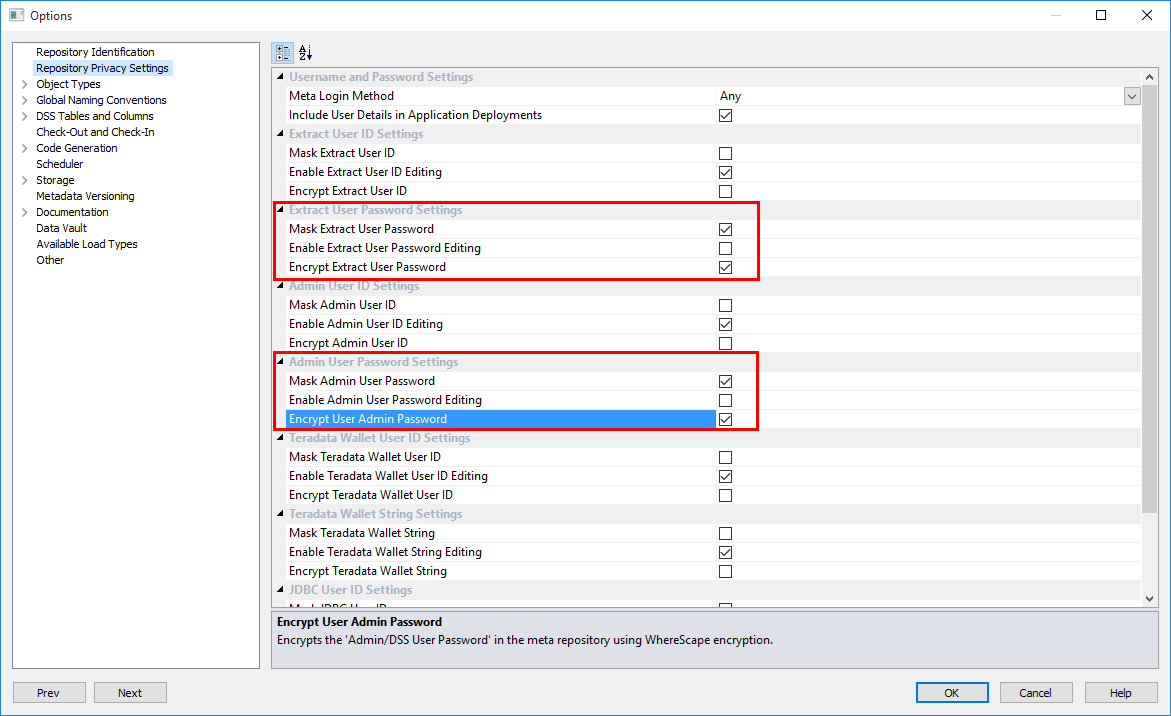 Options
Repository Identification
Repository Privacy Settings
Object Types
Global Naming Conventions
DSS Tables and Columns
Check-Out and Check-In
Code Generation
Scheduler
Storage
Metadata Versioning
Documentation
Data Vault
Available Load Types
Other
Username and Password Settings
Meta Login Method Any
Include User Details in Application Deployments
Extract User ID Settings
Mask Extract User ID
Enable Extract User ID Editing
Encrypt Extract User ID
Extract User Password Settings
Mask Extract User Password
Enable Extract User Password Editing
Encrypt Extract User Password
Admin User ID Settings
Mask Admin User ID
Enable Admin User ID Editing
Encrypt Admin User ID
Admin User Password Settings
Mask Admin User Password
Enable Admin User Password Editing
Encrypt User Admin Password
Teradata Wallet User ID Settings
Mask Teradata Wallet User ID
Enable Teradata Wallet User ID Editing
Encrypt Teradata Wallet User ID
Teradata Wallet String Settings
Mask Teradata Wallet String
Enable Teradata Wallet String Editing
Encrypt Teradata Wallet String
JDBC User ID Settings
Mask JDBC User ID
Encrypt User Admin Password
Encrypts the 'Admin/DSS User Password' in the meta repository using WhereScape encryption.
Prev Next OK Cancel Help